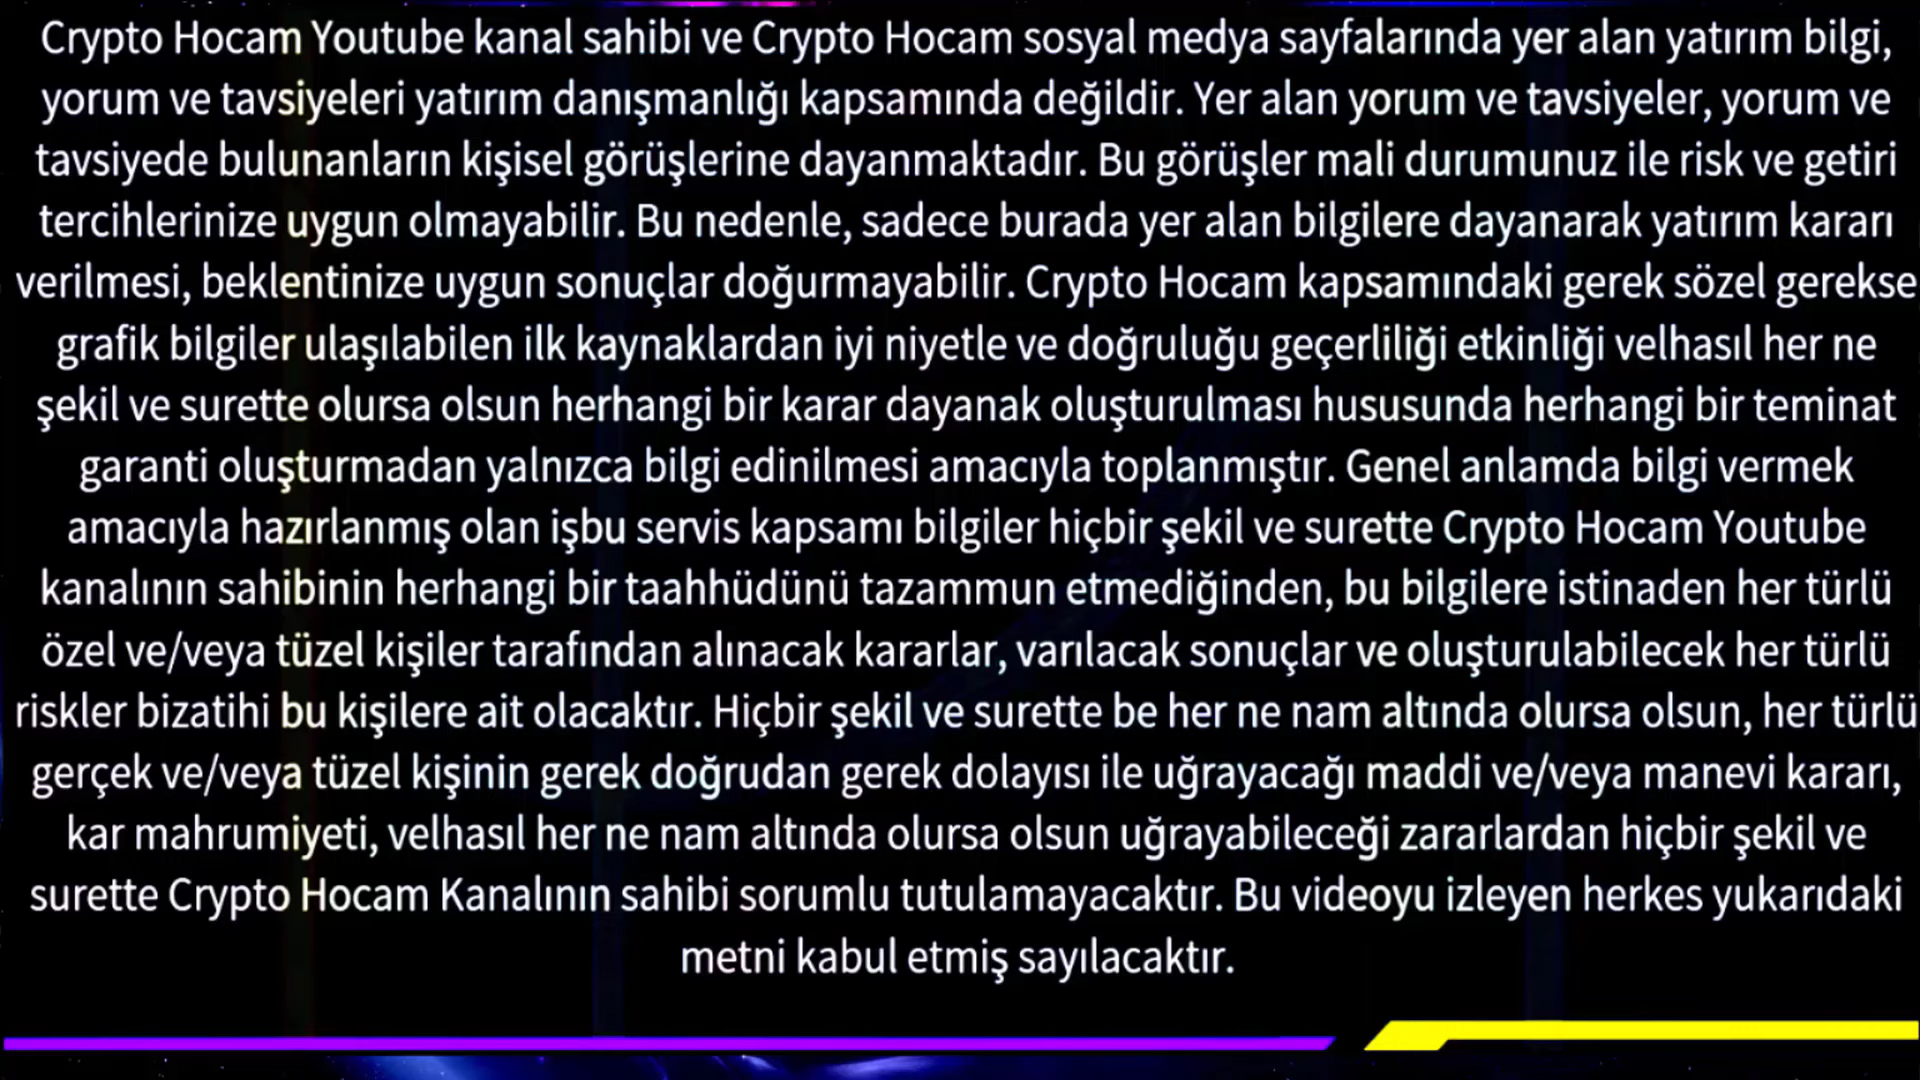 Crypto Hocam Youtube kanal sahibi ve Crypto Hocam sosyal medya sayfalarında yer alan yatırım bilgi,
yorum ve tavsiyeleri yatırım danışmanlığı kapsamında değildir. Yer alan yorum ve tavsiyeler, yorum ve
tavsiyede bulunanların kişisel görüşlerine dayanmaktadır. Bu görüşler mali durumunuz ile risk ve getiri
tercihlerinize uygun olmayabilir. Bu nedenle, sadece burada yer alan bilgilere dayanarak yatırım kararı
verilmesi, beklentinize uygun sonuçlar doğurmayabilir. Crypto Hocam kapsamındaki gerek sözel gerekse
grafik bilgiler ulaşılabilen ilk kaynaklardan iyi niyetle ve doğruluğu geçerliliği etkinliği velhasıl her ne
şekil ve surette olursa olsun herhangi bir karar dayanak oluşturulması hususunda herhangi bir teminat
garanti oluşturmadan yalnızca bilgi edinilmesi amacıyla toplanmıştır. Genel anlamda bilgi vermek
amacıyla hazırlanmış olan işbu servis kapsamı bilgiler hiçbir şekil ve surette Crypto Hocam Youtube
kanalının sahibinin herhangi bir taahhüdünü tazammun etmediğinden, bu bilgilere istinaden her türlü
özel ve/veya tüzel kişiler tarafından alınacak kararlar, varılacak sonuçlar ve oluşturulabilecek her türlü
riskler bizatihi bu kişilere ait olacaktır. Hiçbir şekil ve surette be her ne nam altında olursa olsun, her türlü
gerçek ve/veya tüzel kişinin gerek doğrudan gerek dolayısı ile uğrayacağı maddi ve/veya manevi kararı,
kar mahrumiyeti, velhasıl her ne nam altında olursa olsun uğrayabileceği zararlardan hiçbir şekil ve
surette Crypto Hocam Kanalının sahibi sorumlu tutulamayacaktır. Bu videoyu izleyen herkes yukarıdaki
metni kabul etmiş sayılacaktır.